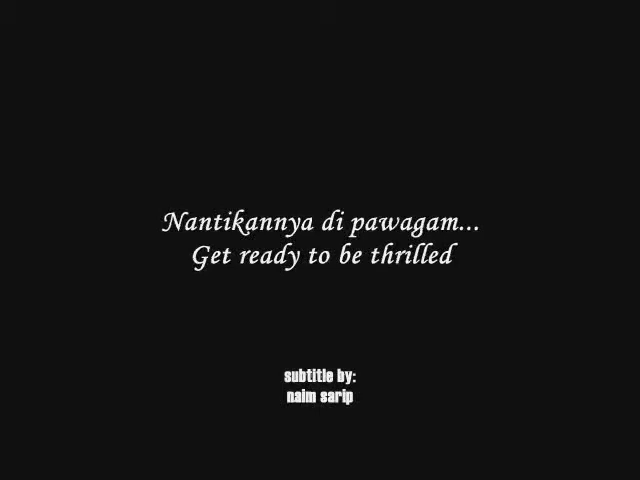 Nantikannya di pawagam...
Get ready to be thrilled
subtitle by:
naim sarip